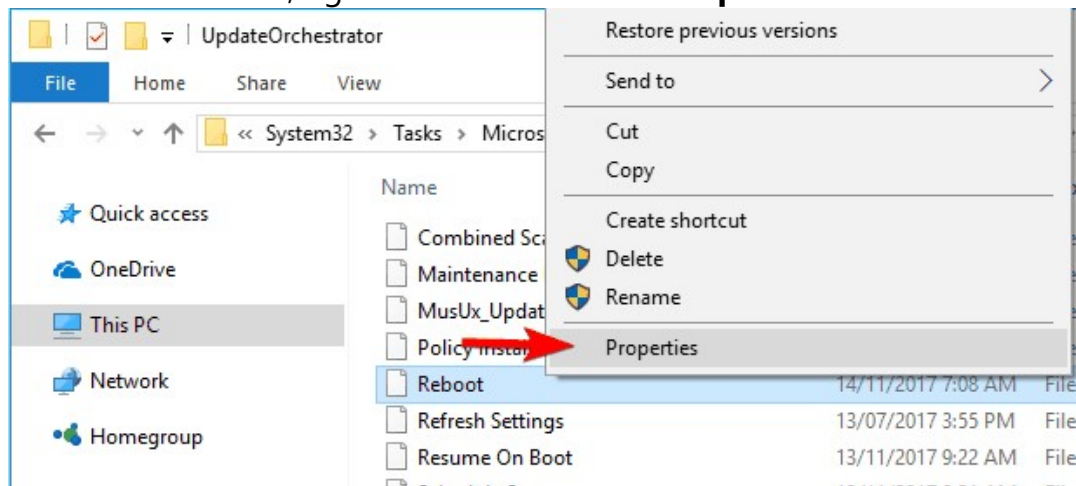 UpdateOrchestrator
Restore previous versions
File Home Share View
Send to
« System32 > Tasks > Micros
Cut
Copy
Name
Quick access
Create shortcut
Combined Sca
Delete
OneDrive
Maintenance
Rename
MusUx_Updat
This PC
Policy Install
Properties
Network
Reboot 14/11/2017 7:08 AM File
Refresh Settings 13/07/2017 3:55 PM File
Homegroup
Resume On Boot 13/11/2017 9:22 AM File